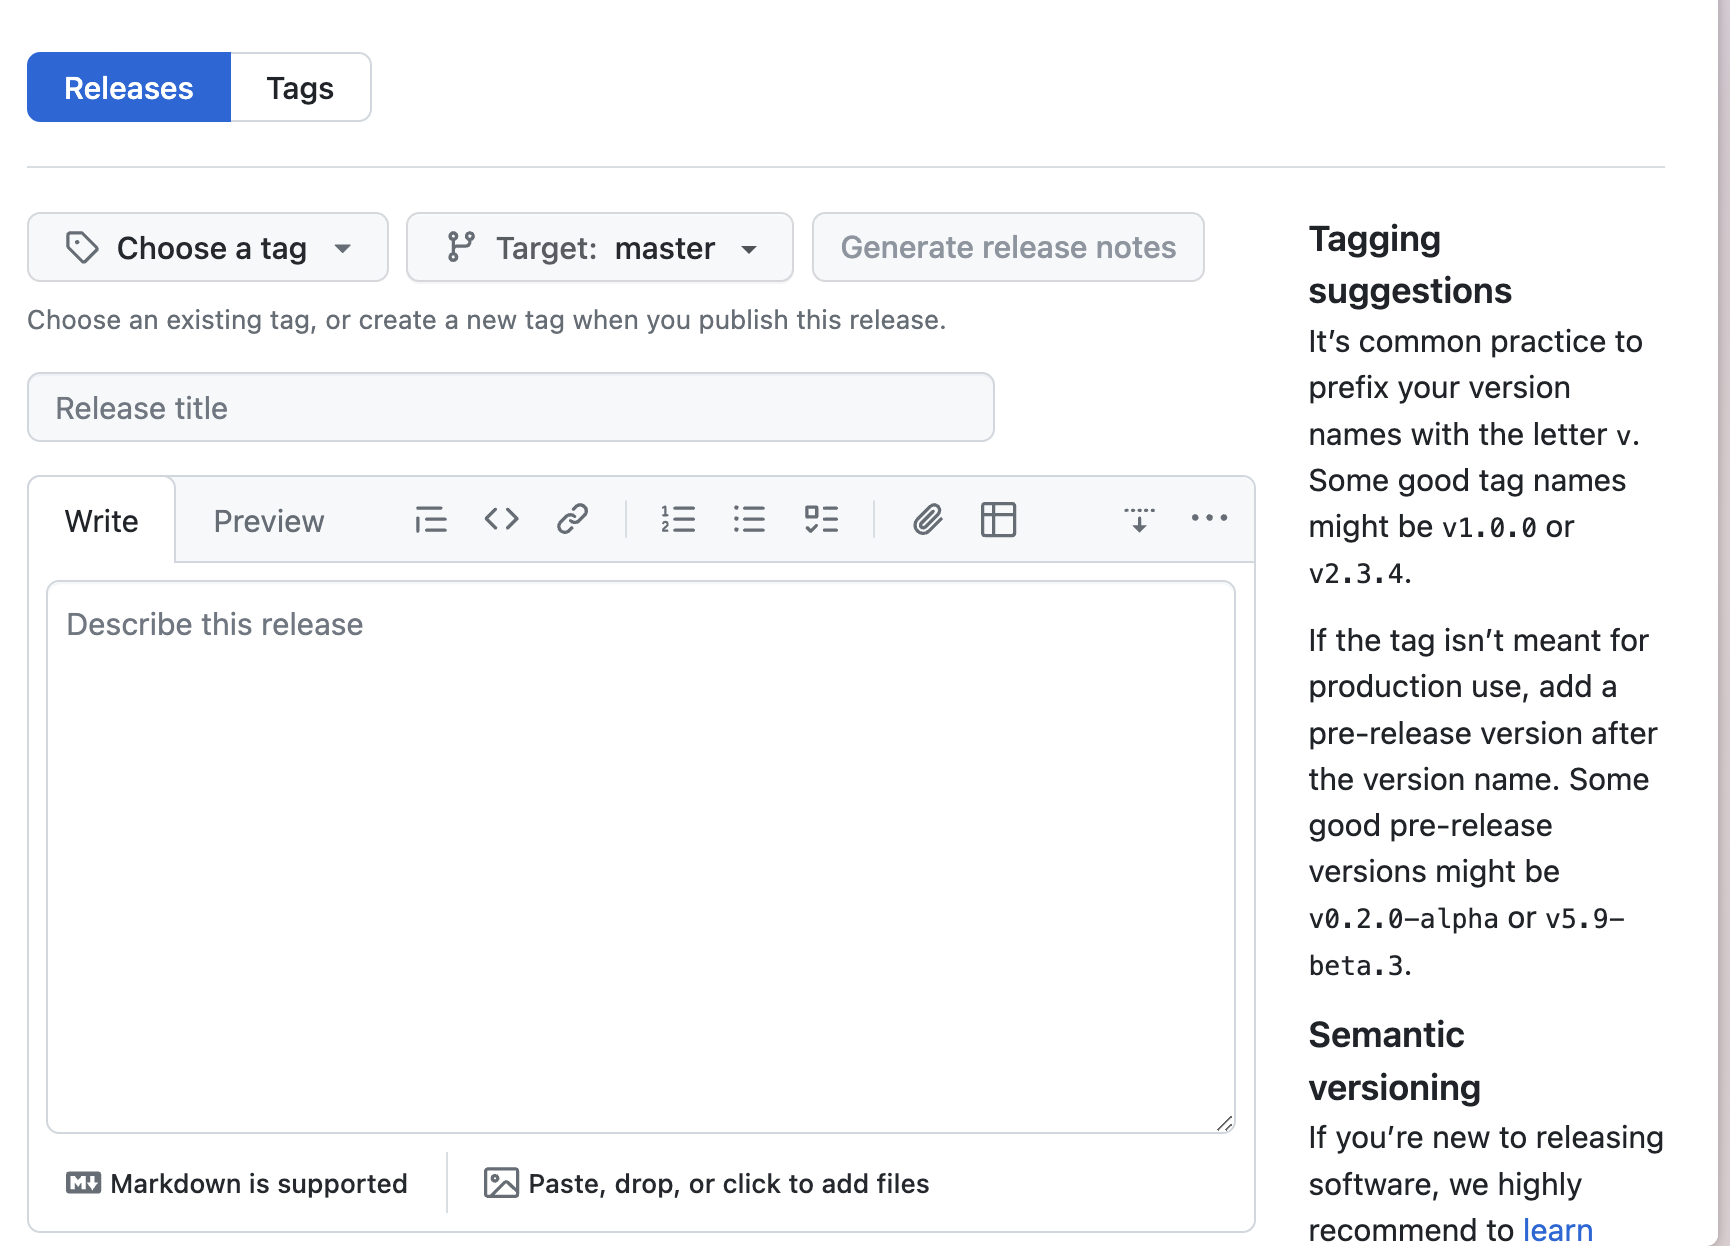 Releases Tags
Choose a tag Target: master Generate release notes
Choose an existing tag, or create a new tag when you publish this release.
Release title
Write Preview
Describe this release
Markdown is supported Paste, drop, or click to add files
Tagging
suggestions
It’s common practice to
prefix your version
names with the letter v.
Some good tag names
might be v1.0.0 or
v2.3.4.
If the tag isn’t meant for
production use, add a
pre-release version after
the version name. Some
good pre-release
versions might be
v0.2.0-alpha or v5.9-
beta.3.
Semantic
versioning
If you’re new to releasing
software, we highly
recommend to learn